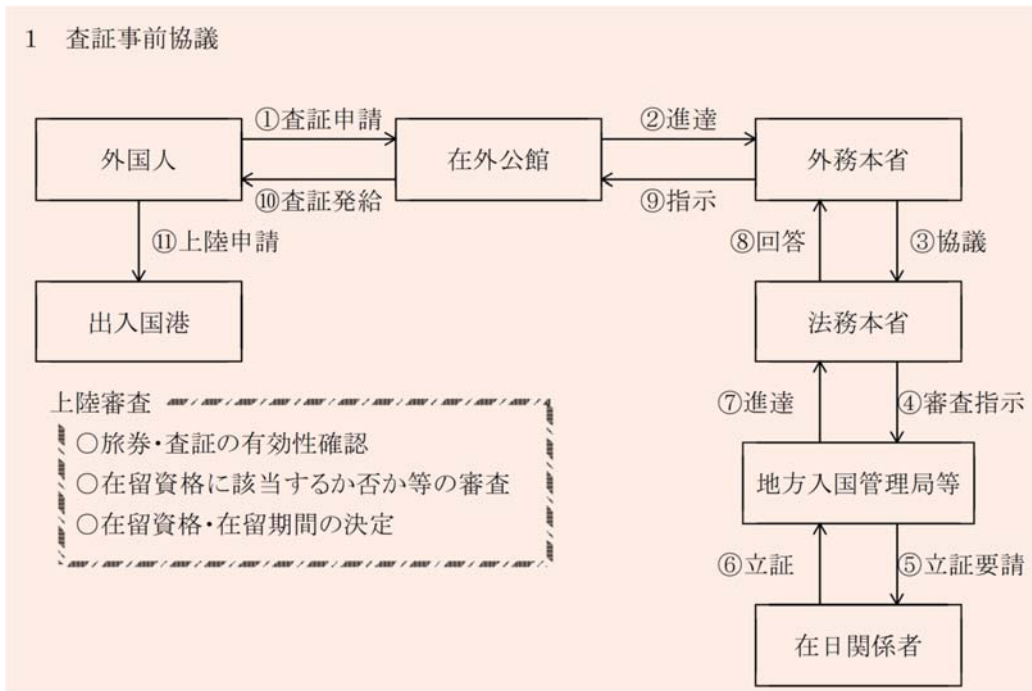 1　査証事前協議
①査証申請
②進達
外国人
在外公館
外務本省
⑩査証発給
⑨指示
⑪上陸申請
⑧回答
③協議
出入国港
法務本省
上陸審査
○旅券・査証の有効性確認
○在留資格に該当するか否か等の審査
○在留資格・在留期間の決定
⑦進達
④審査指示
地方入国管理局等
⑥立証
⑤立証要請
在日関係者